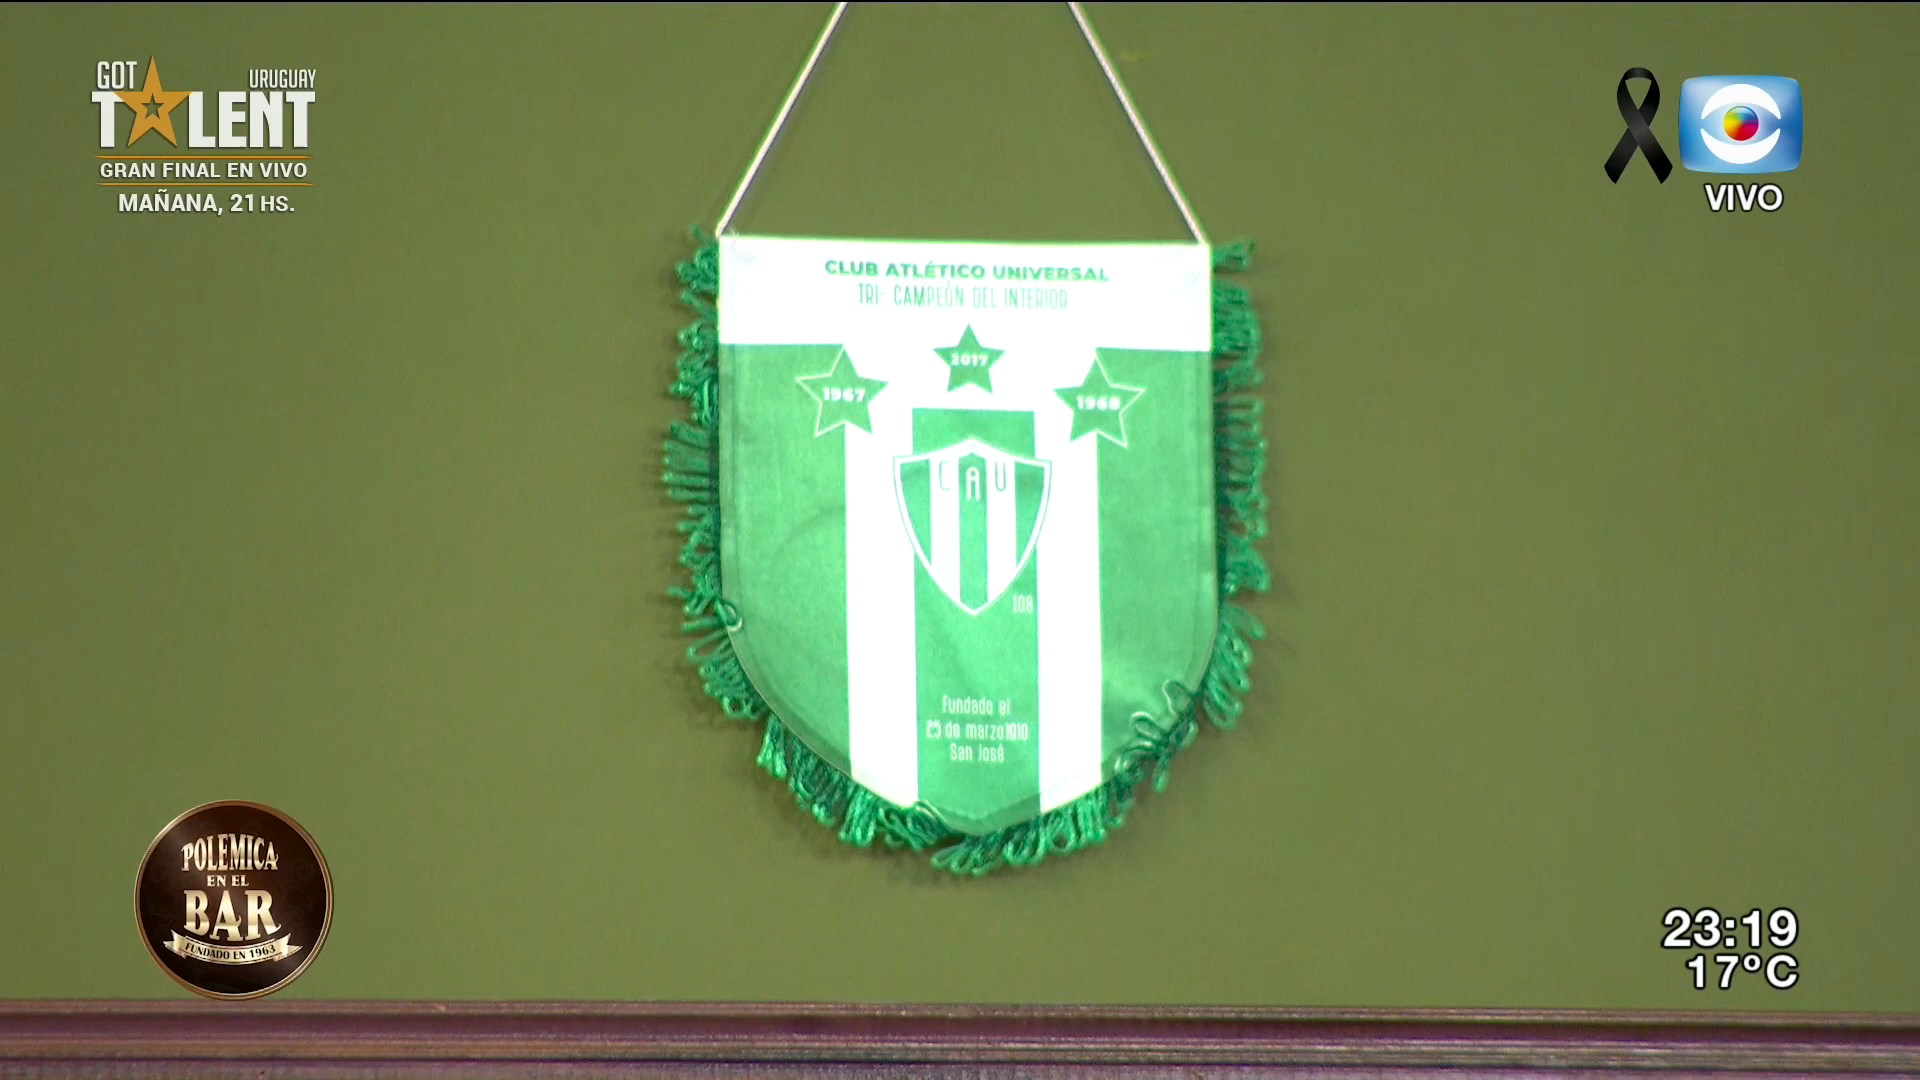 GOT
URUGUAY
TALENT
GRAN FINAL EN VIVO
MAÑANA, 21 HS.
VIVO
CLUB ATLÉTICO UNIVERSAL
TRI- CAMPEÓN DEL INTERIOR
2017
1967
1968
C A U
108
Fundado el
25 de marzo 1910
San José
POLEMICA
EN EL
BAR
FUNDADO EN 1963
23:19
17°C